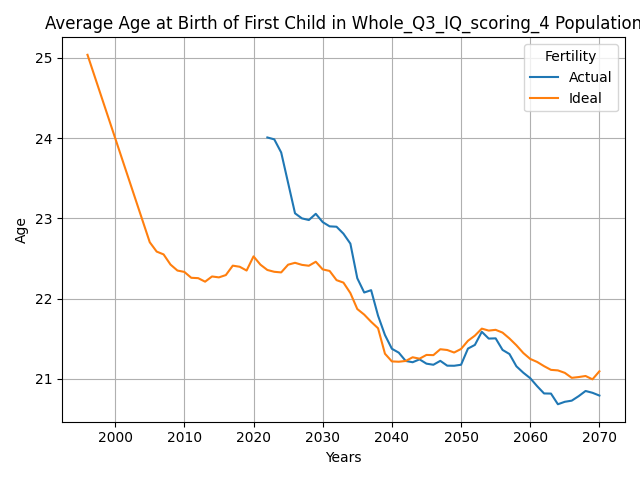 Average Age at Birth of First Child in Whole_Q3_IQ_scoring_4 Population
Fertility
Actual
Ideal
Age
25
24
23
22
21
2000
2010
2020
2030
2040
2050
2060
2070
Years